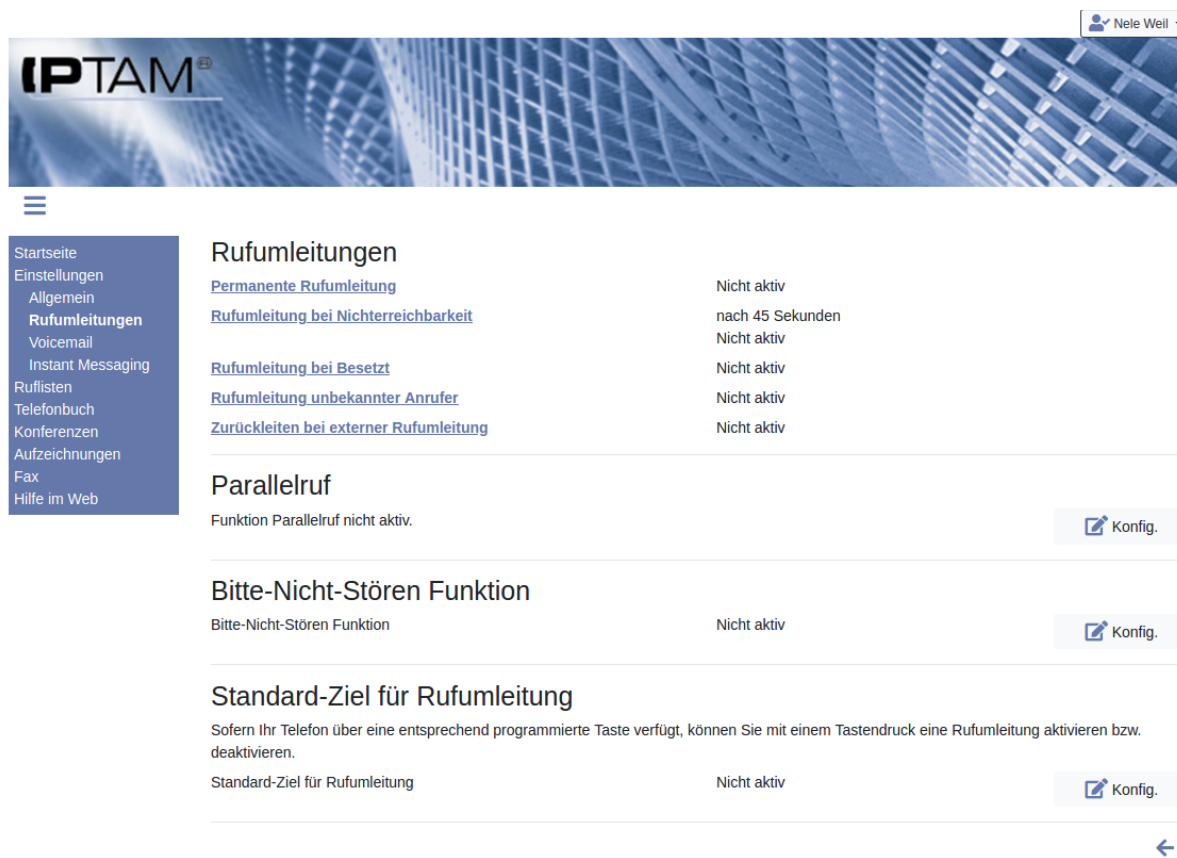 Nele Weil
IPTAM®
Startseite
Einstellungen
Allgemein
Rufumleitungen
Voicemail
Instant Messaging
Ruflisten
Telefonbuch
Konferenzen
Aufzeichnungen
Fax
Hilfe im Web
Rufumleitungen
Permanente Rufumleitung Nicht aktiv
Rufumleitung bei Nichterreichbarkeit nach 45 Sekunden
Nicht aktiv
Rufumleitung bei Besetzt Nicht aktiv
Rufumleitung unbekannter Anrufer Nicht aktiv
Zurückleiten bei externer Rufumleitung Nicht aktiv
Parallelruf
Funktion Parallelruf nicht aktiv. Konfig.
Bitte-Nicht-Stören Funktion
Bitte-Nicht-Stören Funktion Nicht aktiv Konfig.
Standard-Ziel für Rufumleitung
Sofern Ihr Telefon über eine entsprechend programmierte Taste verfügt, können Sie mit einem Tastendruck eine Rufumleitung aktivieren bzw.
deaktivieren.
Standard-Ziel für Rufumleitung Nicht aktiv Konfig.